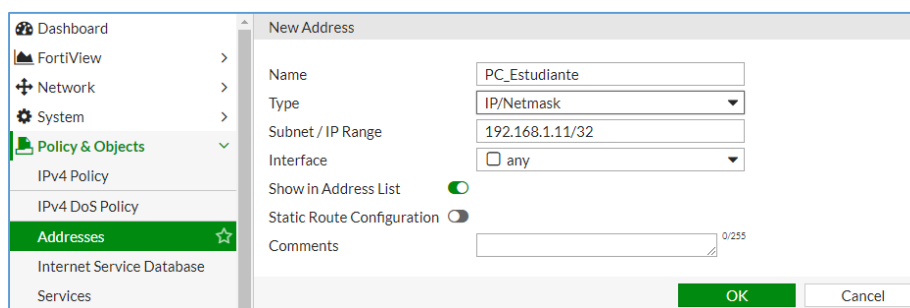 Dashboard
FortiView
Network
System
Policy & Objects
IPv4 Policy
IPv4 DoS Policy
Addresses
Internet Service Database
Services
New Address
Name PC_Estudiante
Type IP/Netmask
Subnet / IP Range 192.168.1.11/32
Interface any
Show in Address List
Static Route Configuration
Comments 0/255
OK Cancel